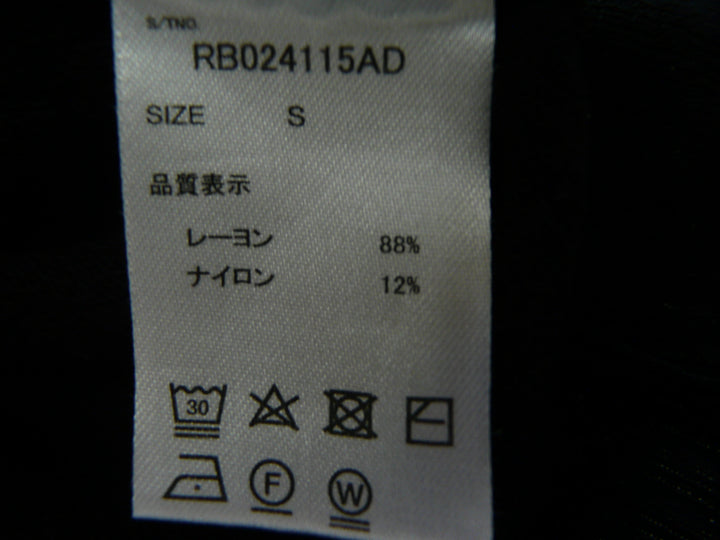 S/TNO.
RB024115AD
SIZE S
品質表示
レーヨン 88%
ナイロン 12%
30
F W